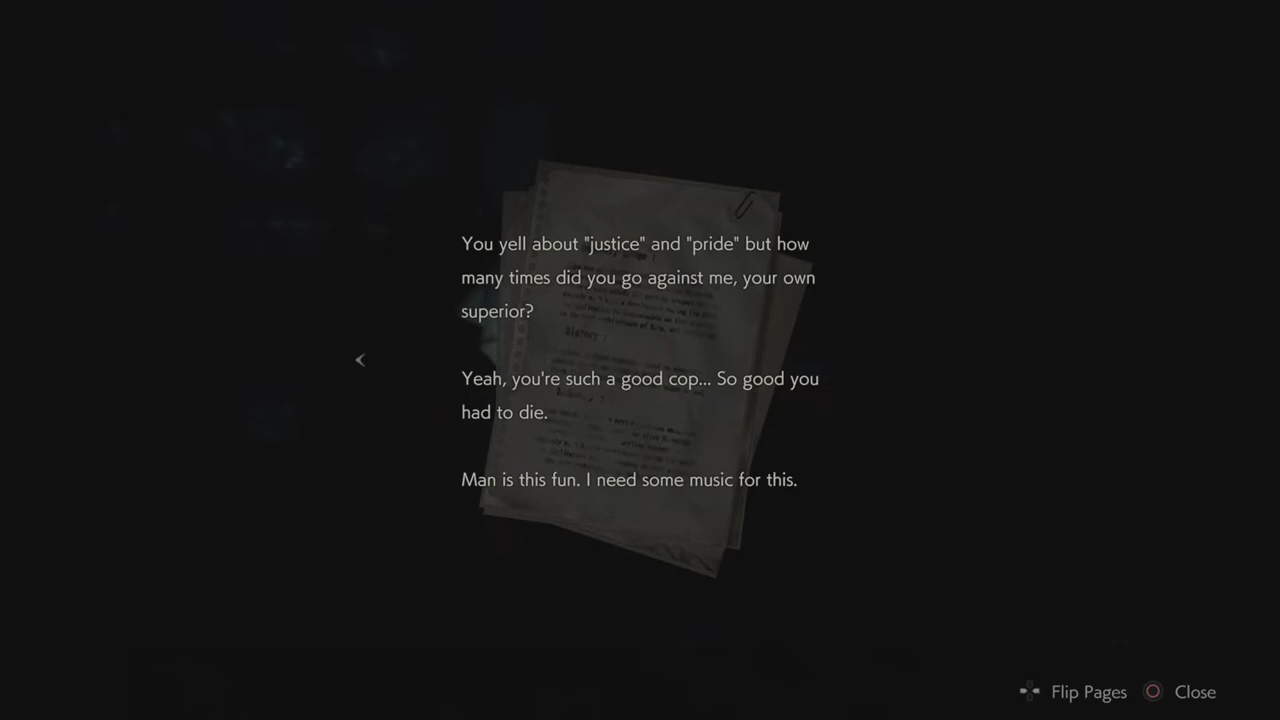 You yell about "justice" and "pride" but how
many times did you go against me, your own
superior?
Yeah, you're such a good cop... So good you
had to die.
Man is this fun. I need some music for this.
Flip Pages
Close